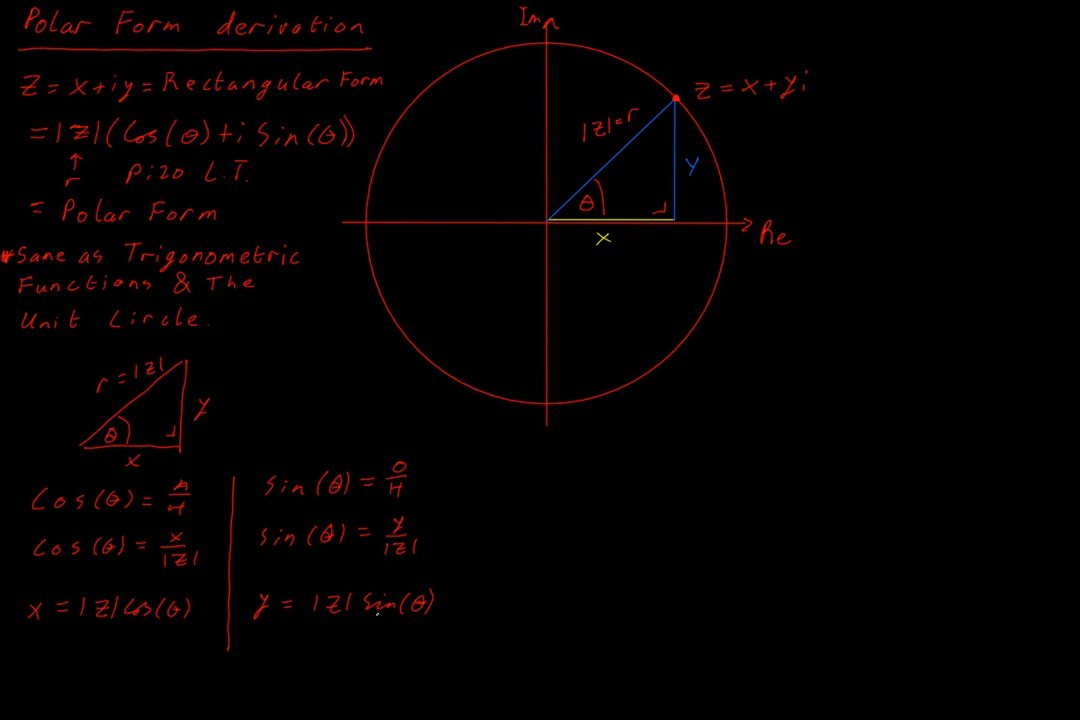 Polar Form derivation
Z = x + iy = Rectangular Form
= |Z|(Cos(θ) + i Sin(θ))
↑
r
= Polar Form
*Same as Trigonometric
Functions & The
Unit Circle.
r = |Z|
y
θ
x
Cos(θ) = A/H
Cos(θ) = x/|Z|
x = |Z|Cos(θ)
Sin(θ) = O/H
Sin(θ) = y/|Z|
y = |Z| Sin(θ)
Im
z = x + yi
|Z| = r
y
θ
Re
x